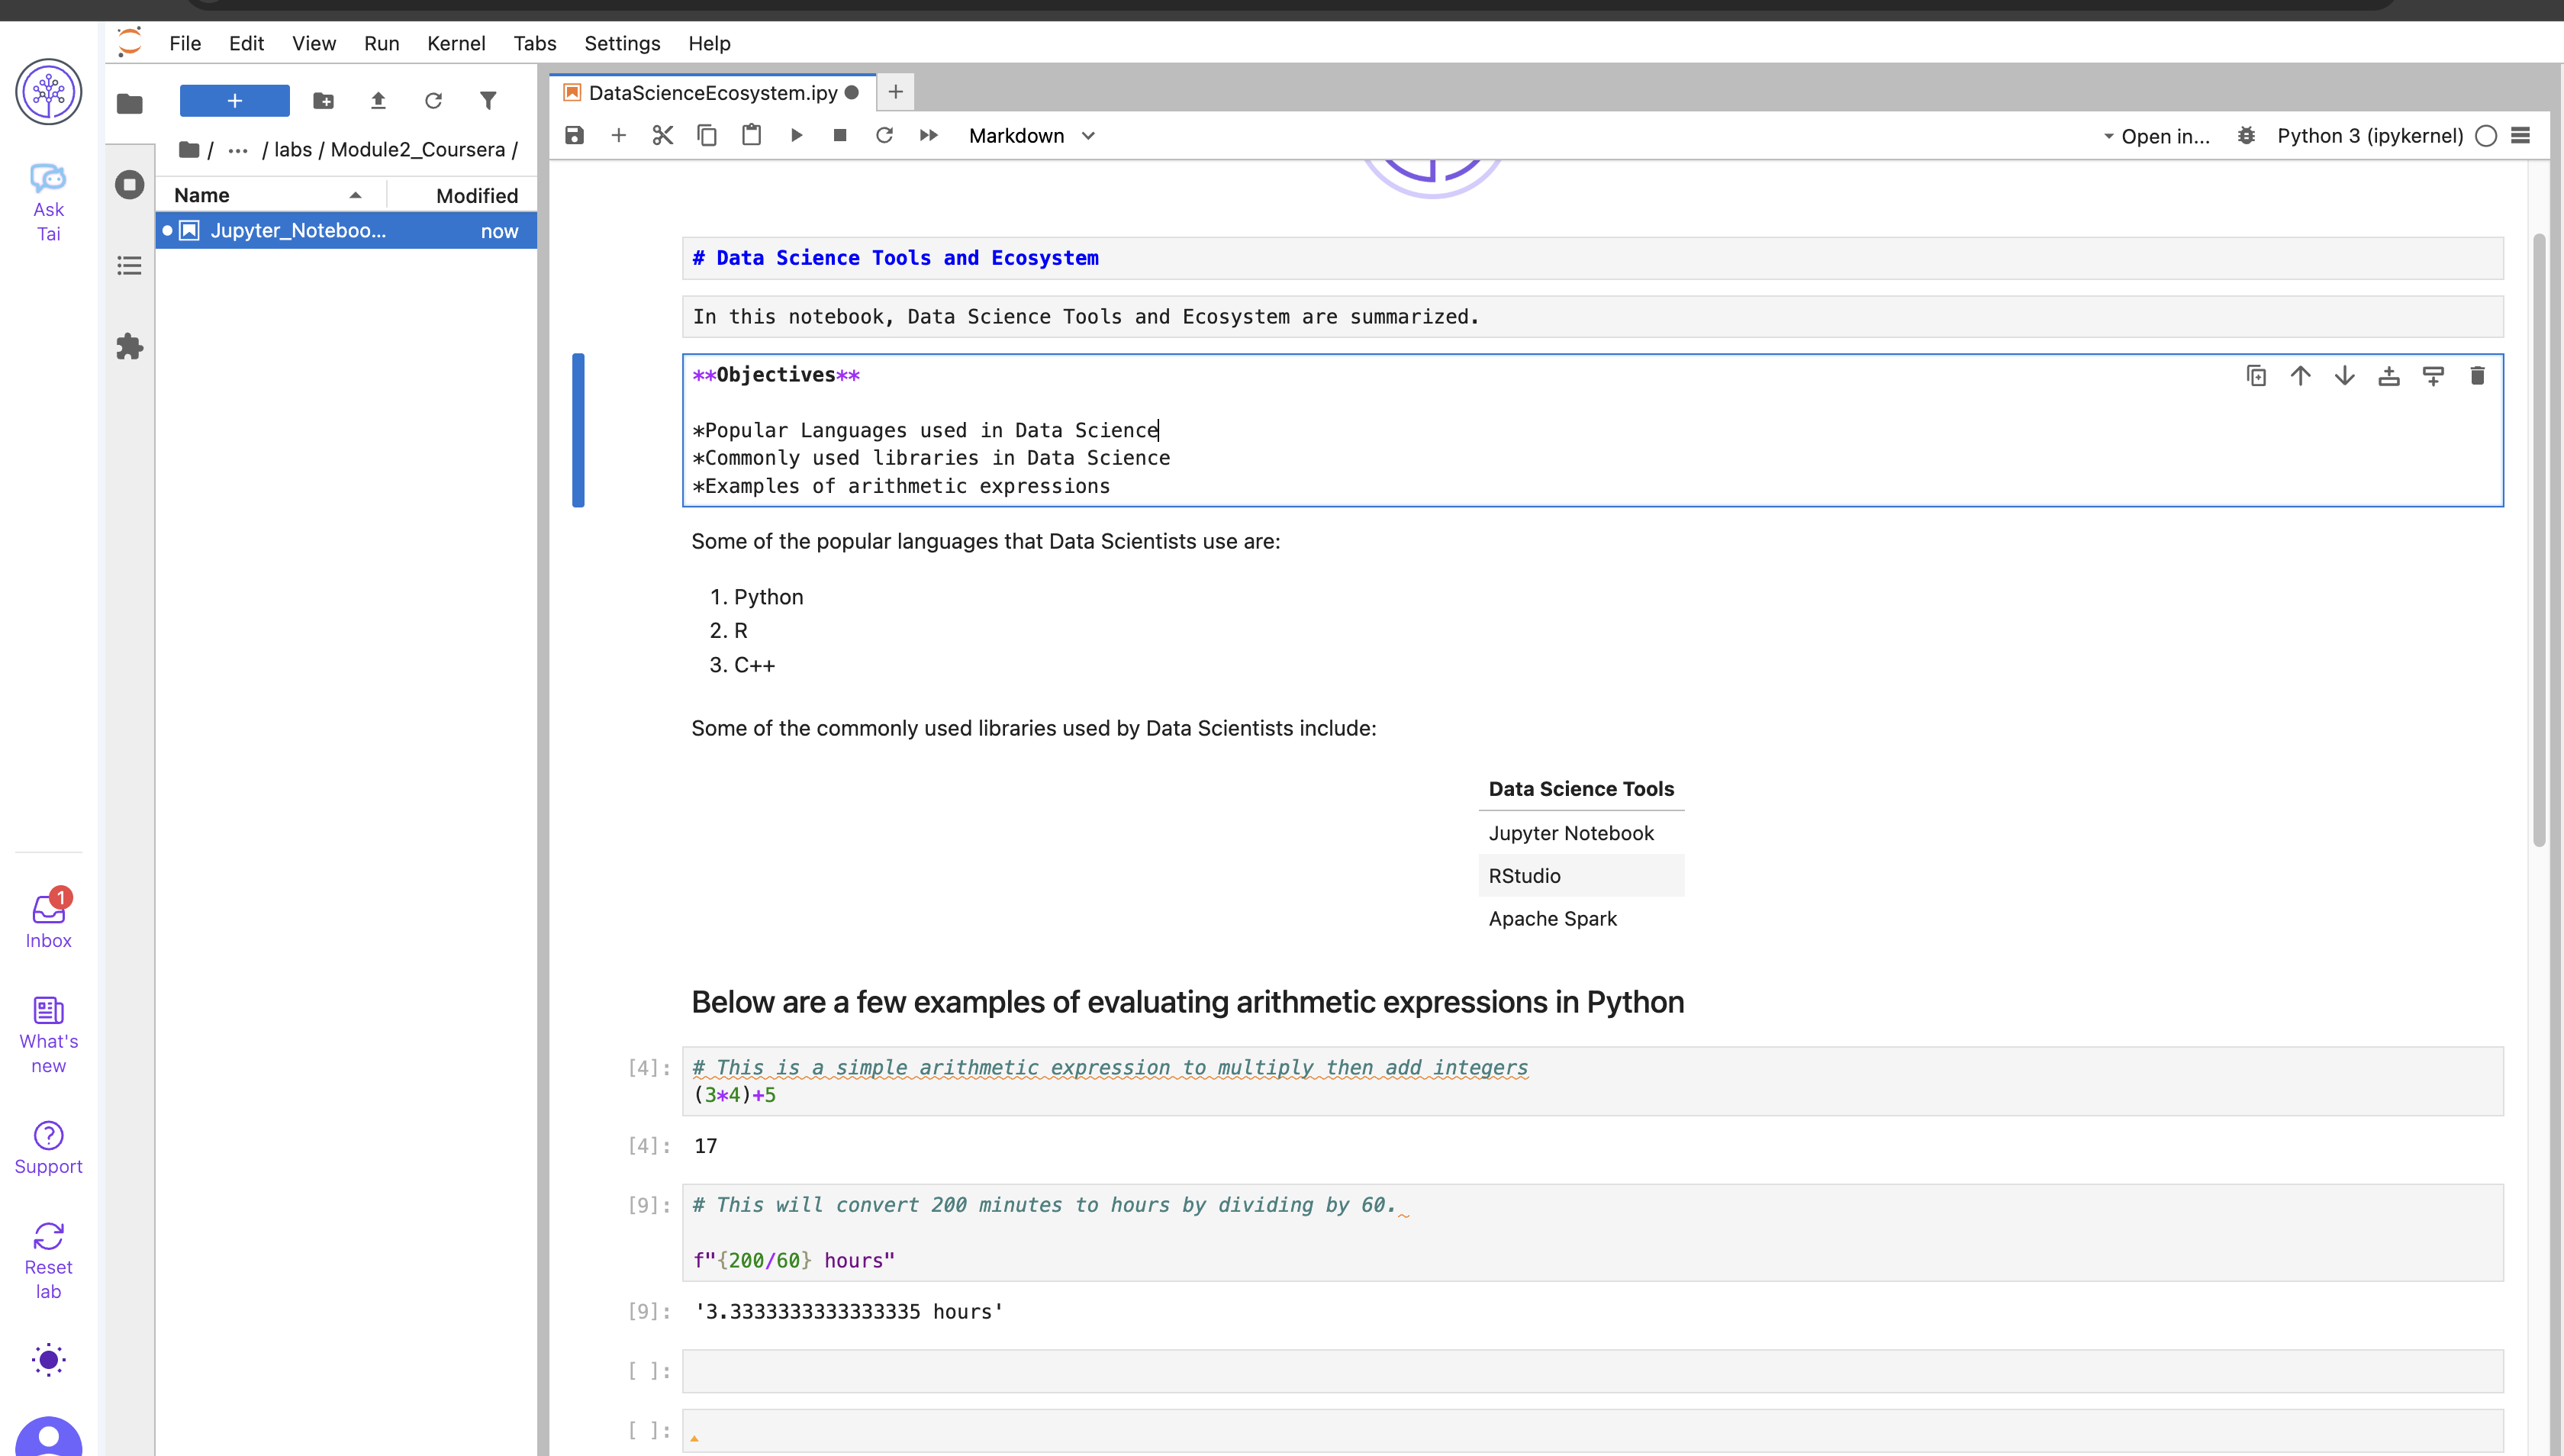 File Edit View Run Kernel Tabs Settings Help
Ask
Tai
Inbox
1
What's
new
Support
Reset
lab
+
/ ··· / labs / Module2_Coursera /
Name Modified
Jupyter_Noteboo... now
DataScienceEcosystem.ipy
Markdown
Open in...
Python 3 (ipykernel)
# Data Science Tools and Ecosystem
In this notebook, Data Science Tools and Ecosystem are summarized.
**Objectives**
*Popular Languages used in Data Science
*Commonly used libraries in Data Science
*Examples of arithmetic expressions
Some of the popular languages that Data Scientists use are:
1. Python
2. R
3. C++
Some of the commonly used libraries used by Data Scientists include:
Data Science Tools
Jupyter Notebook
RStudio
Apache Spark
Below are a few examples of evaluating arithmetic expressions in Python
[4]: # This is a simple arithmetic expression to multiply then add integers
(3*4)+5
[4]: 17
[9]: # This will convert 200 minutes to hours by dividing by 60.
f"{200/60} hours"
[9]: '3.3333333333333335 hours'
[ ]:
[ ]: